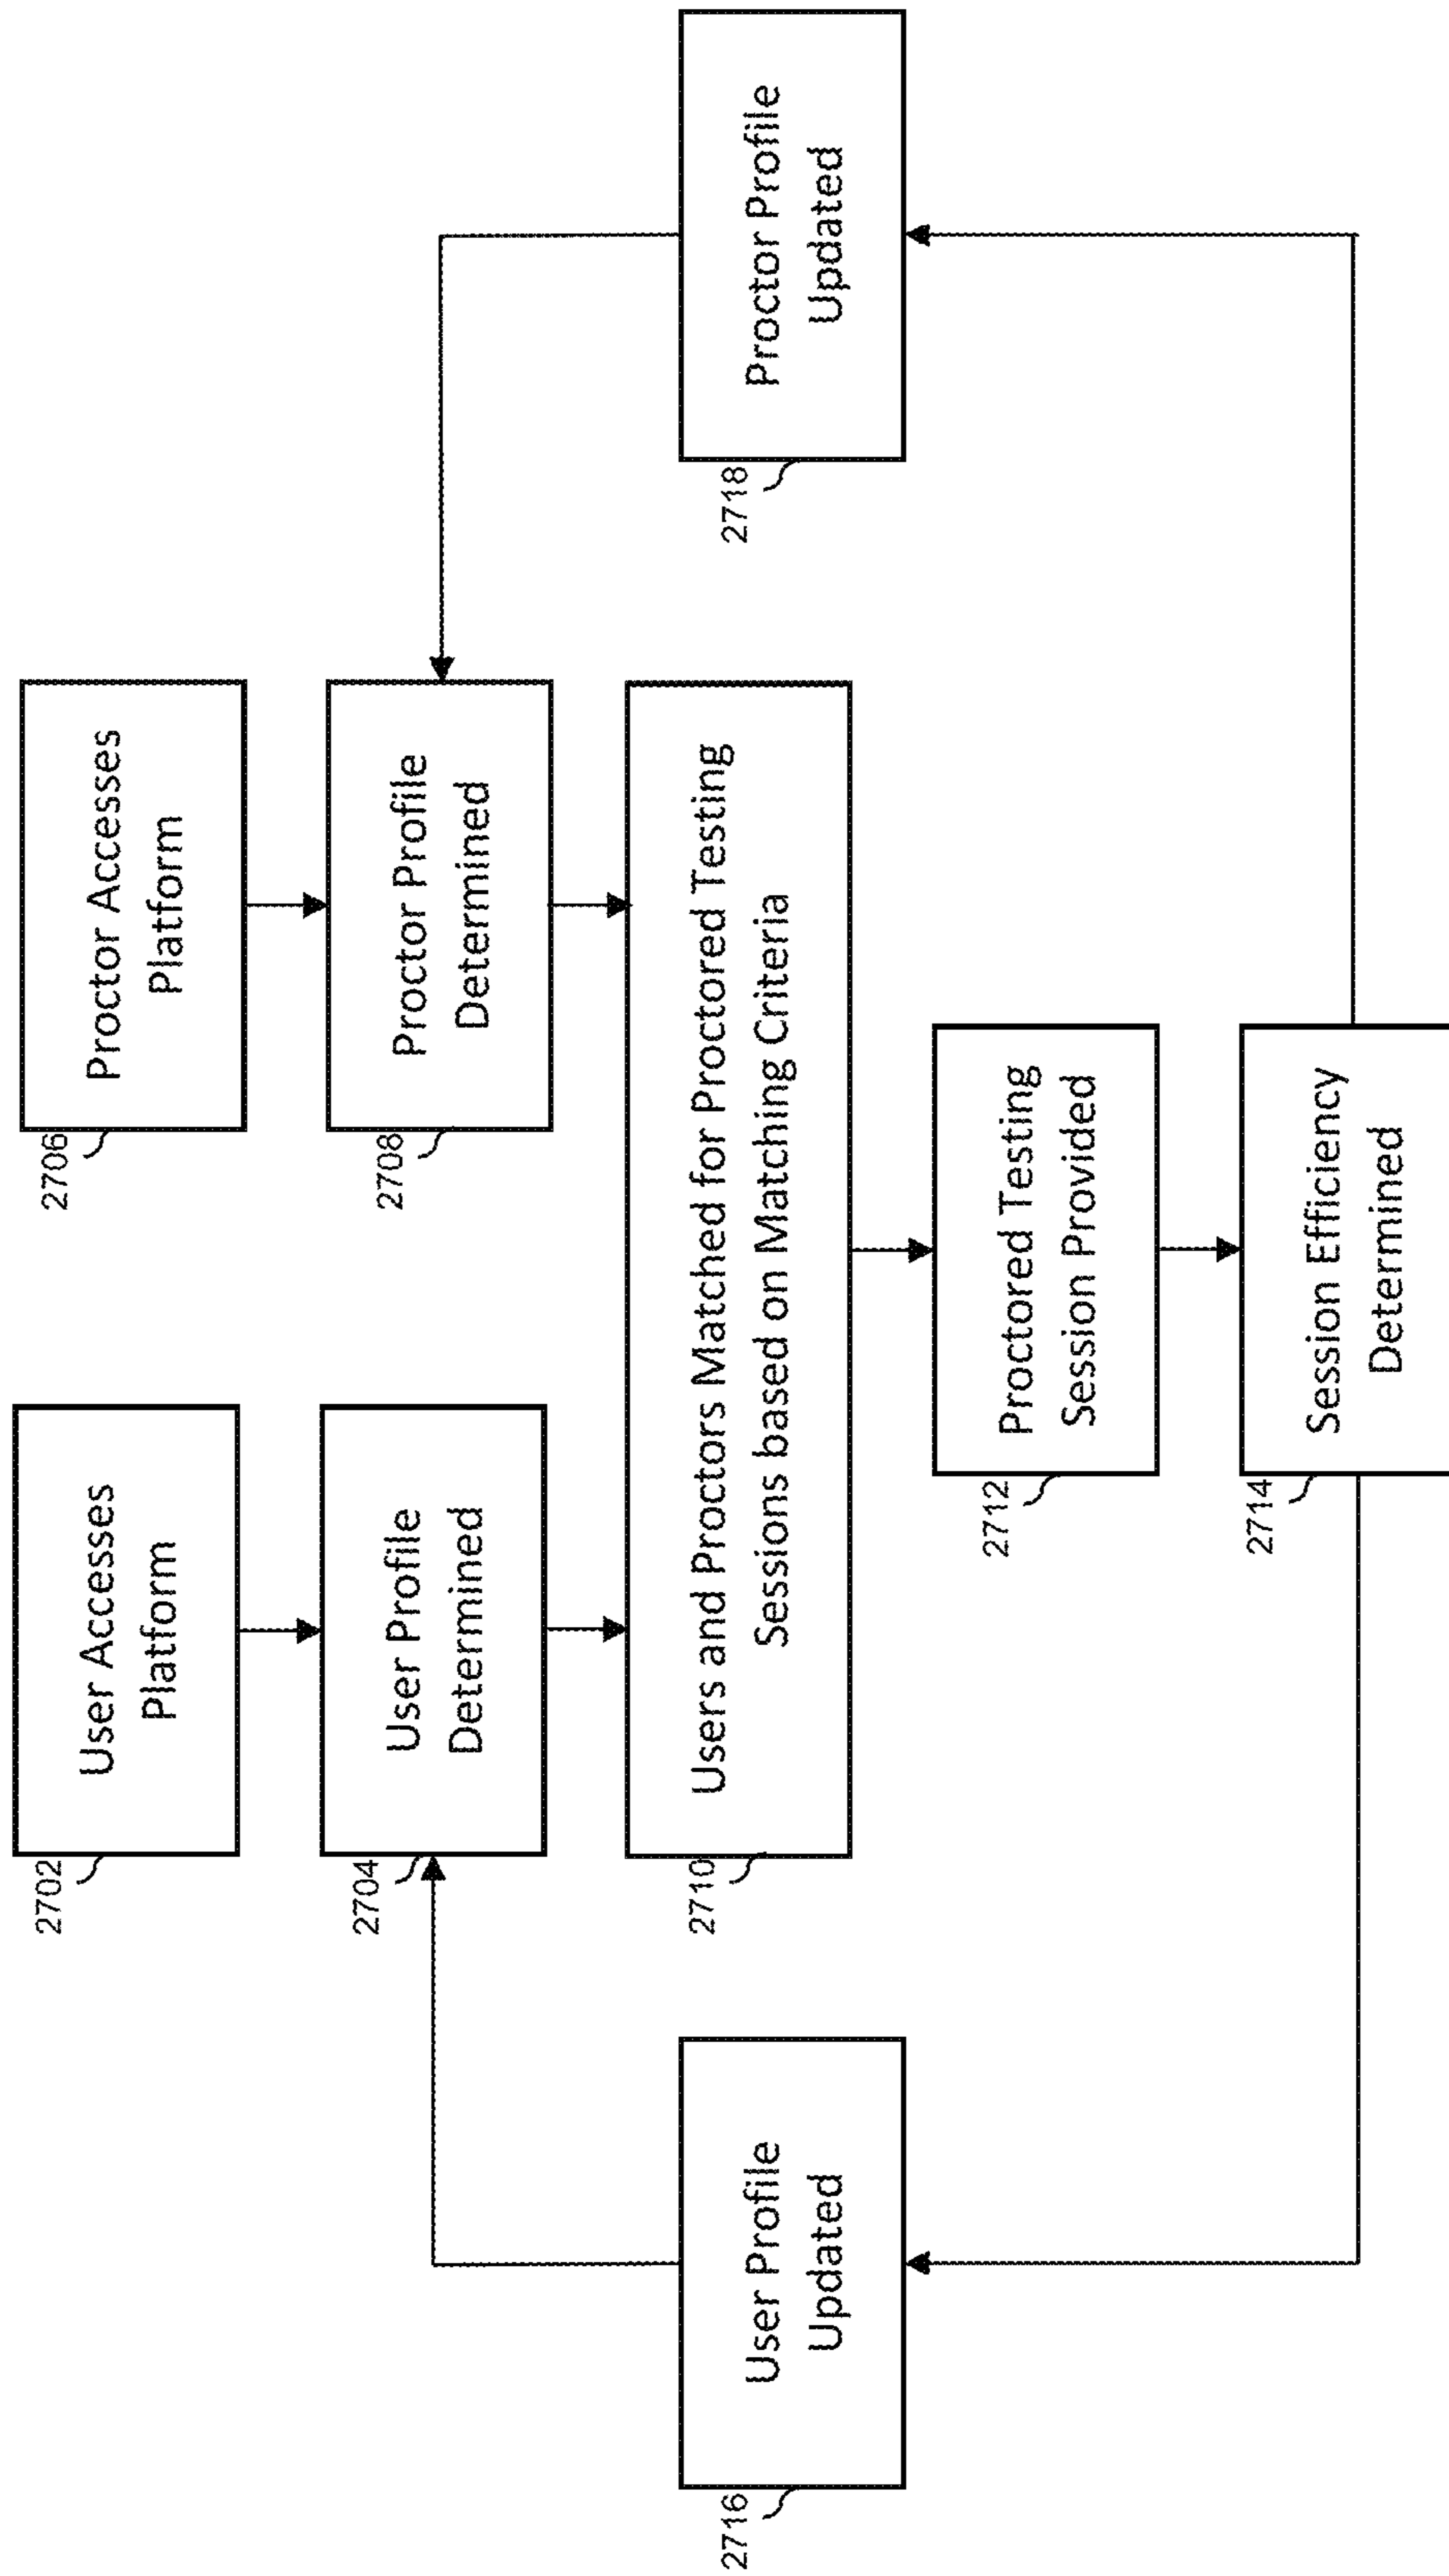 2702
User Accesses
Platform
2706
Proctor Accesses
Platform
2704
User Profile
Determined
2708
Proctor Profile
Determined
2710
Users and Proctors Matched for Proctored Testing
Sessions based on Matching Criteria
2716
User Profile
Updated
2718
Proctor Profile
Updated
2712
Proctored Testing
Session Provided
2714
Session Efficiency
Determined